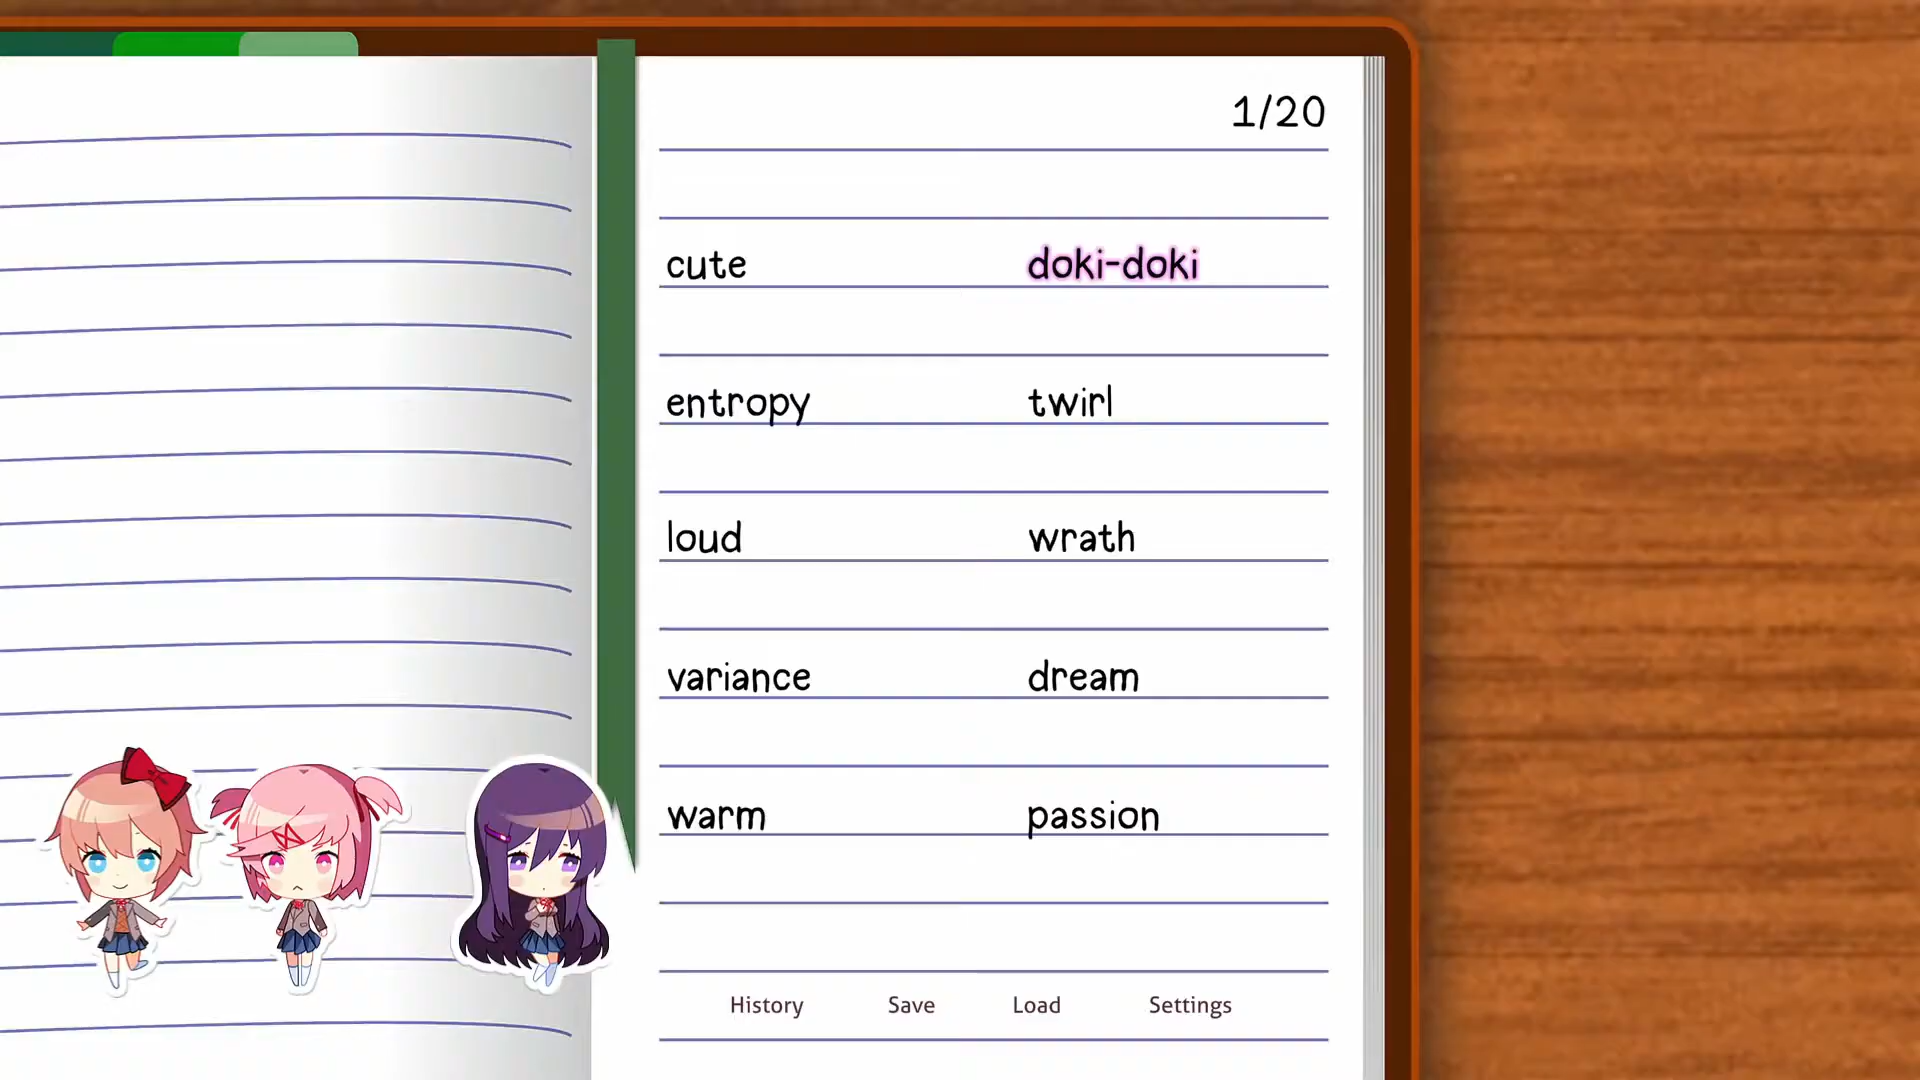 1/20
cute doki-doki
entropy twirl
loud wrath
variance dream
warm passion
History Save Load Settings